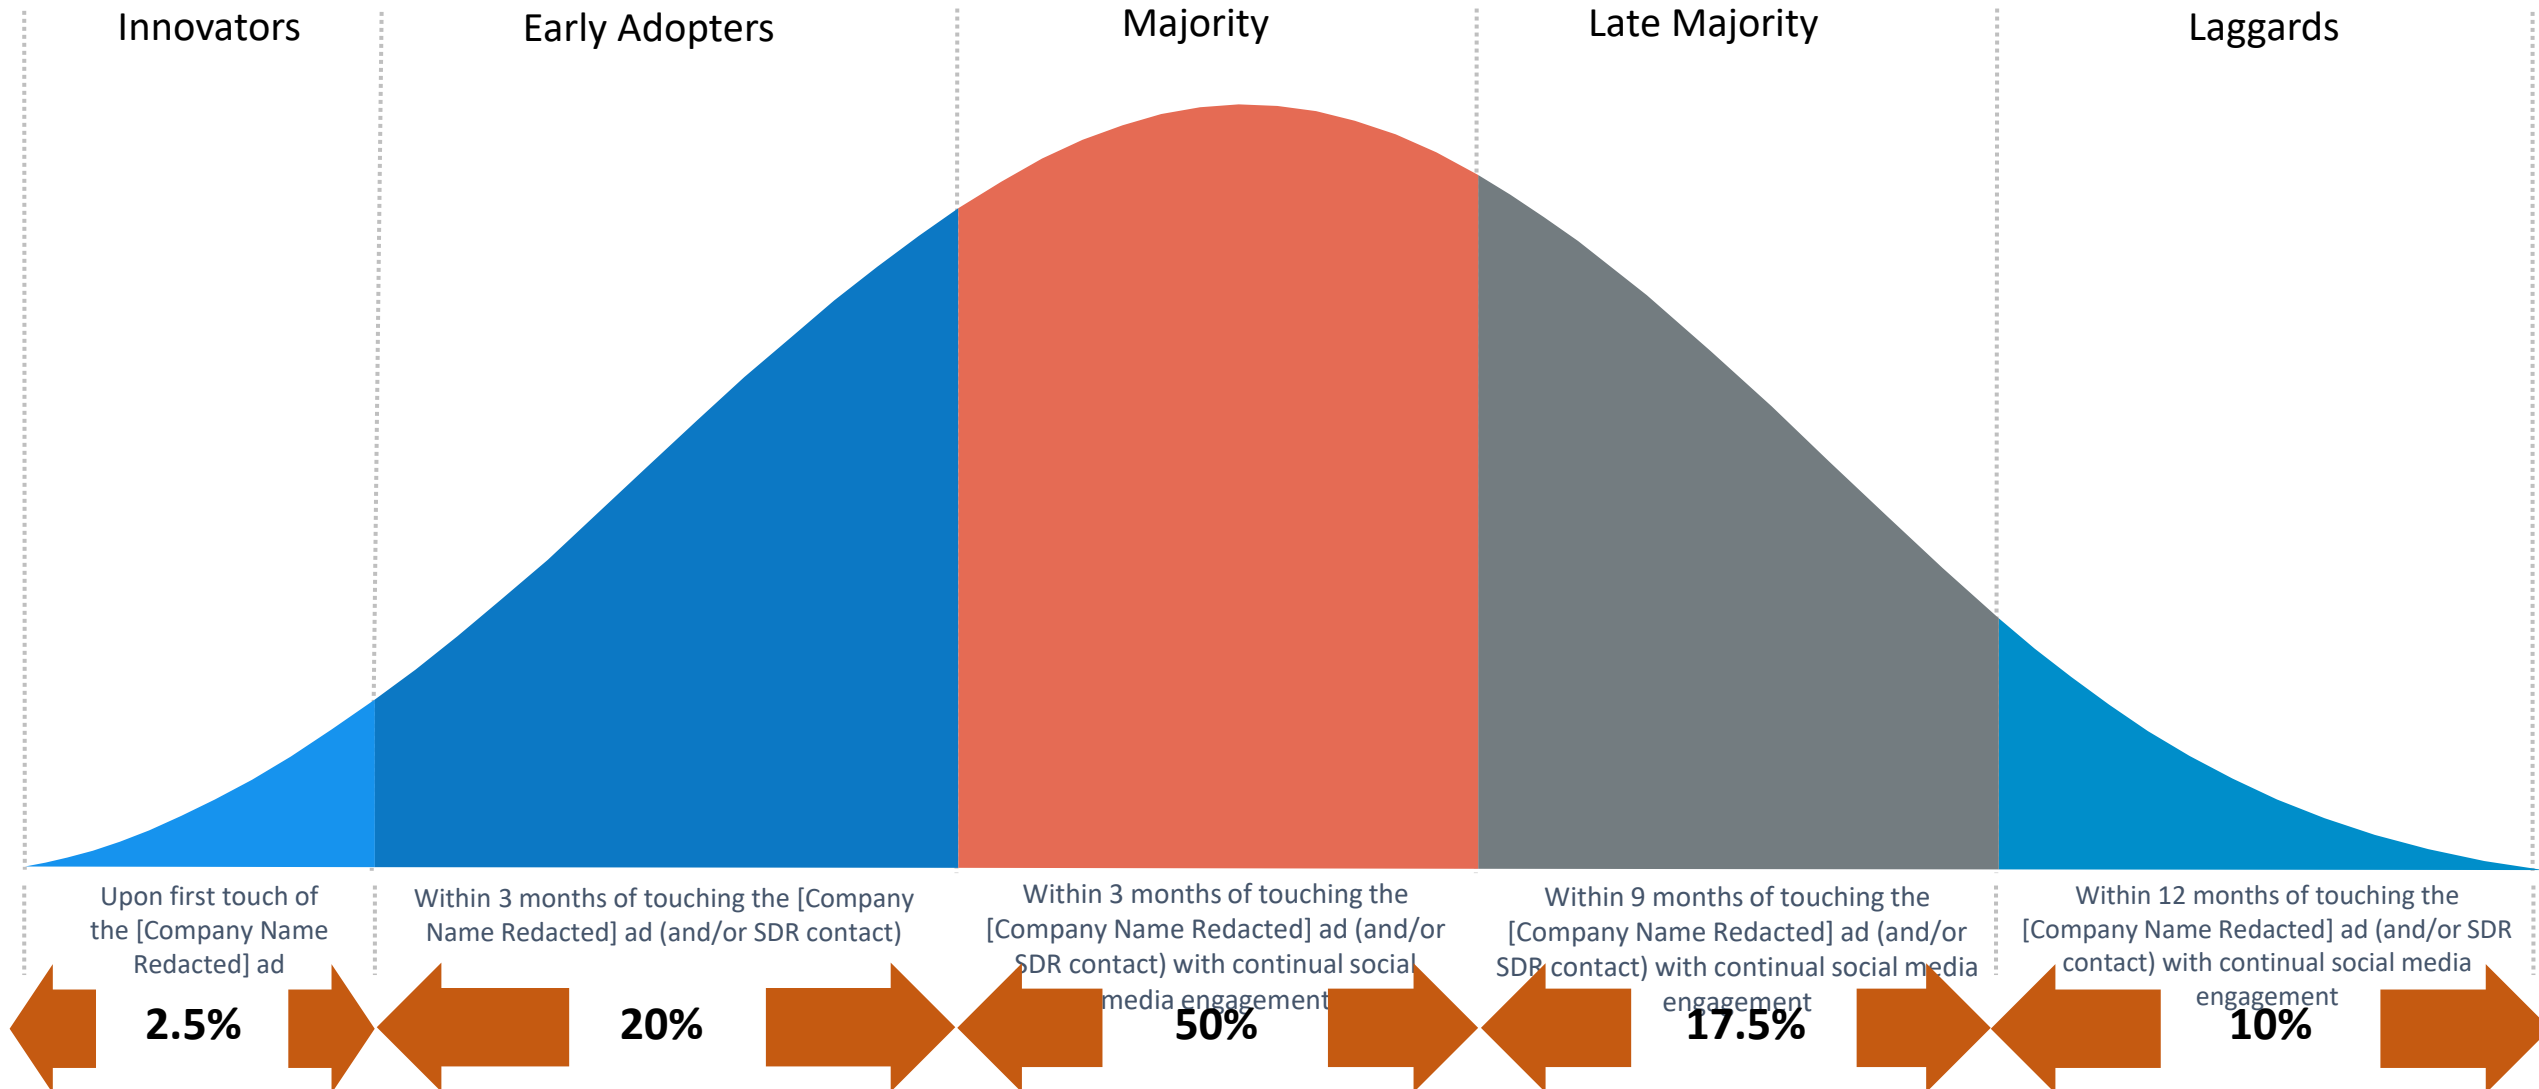 Innovators
Early Adopters
Majority
Late Majority
Laggards
Upon first touch of
the [Company Name
Redacted] ad
Within 3 months of touching the [Company
Name Redacted] ad (and/or SDR contact)
Within 3 months of touching the
[Company Name Redacted] ad (and/or
SDR contact) with continual social
media engagement
Within 9 months of touching the
[Company Name Redacted] ad (and/or
SDR contact) with continual social media
engagement
Within 12 months of touching the
[Company Name Redacted] ad (and/or SDR
contact) with continual social media
engagement
2.5%
20%
50%
17.5%
10%